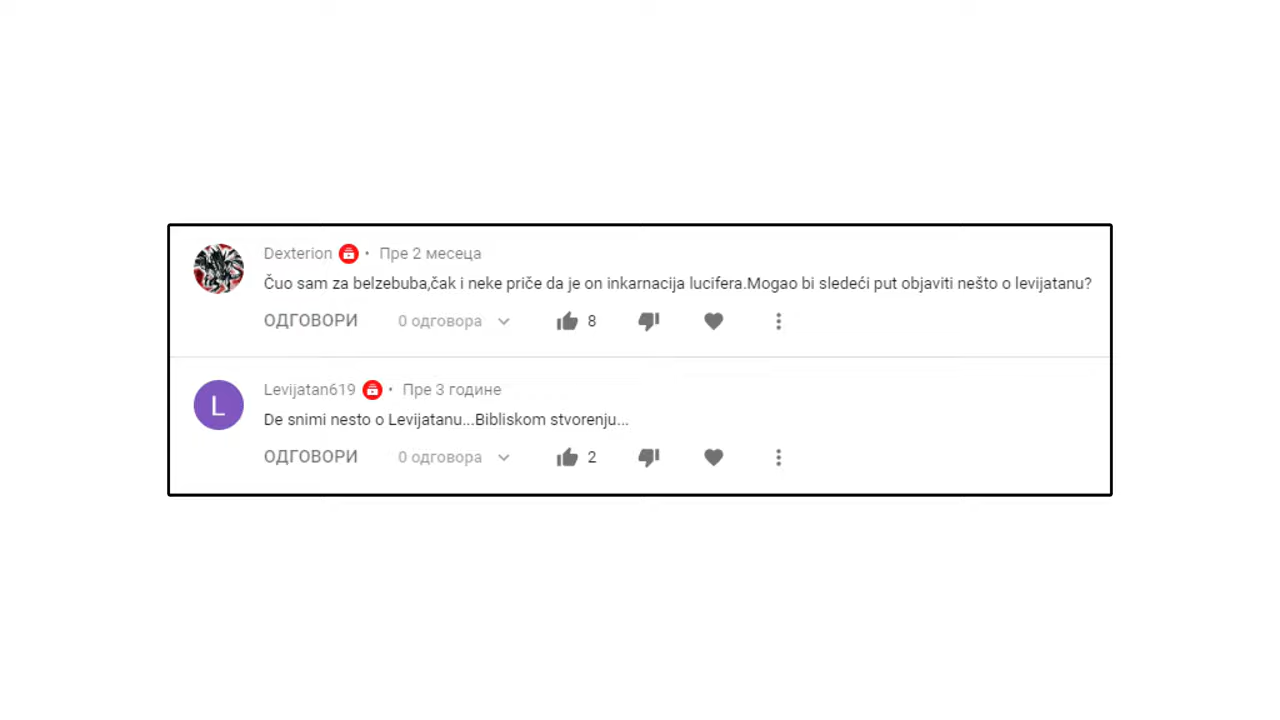 Dexterion • Пре 2 месеца
Čuo sam za belzebuba,čak i neke priče da je on inkarnacija lucifera.Mogao bi sledeći put objaviti nešto o levijatanu?
ОДГОВОРИ 0 одговора 8
L
Levijatan619 • Пре 3 године
De snimi nesto o Levijatanu...Bibliskom stvorenju...
ОДГОВОРИ 0 одговора 2